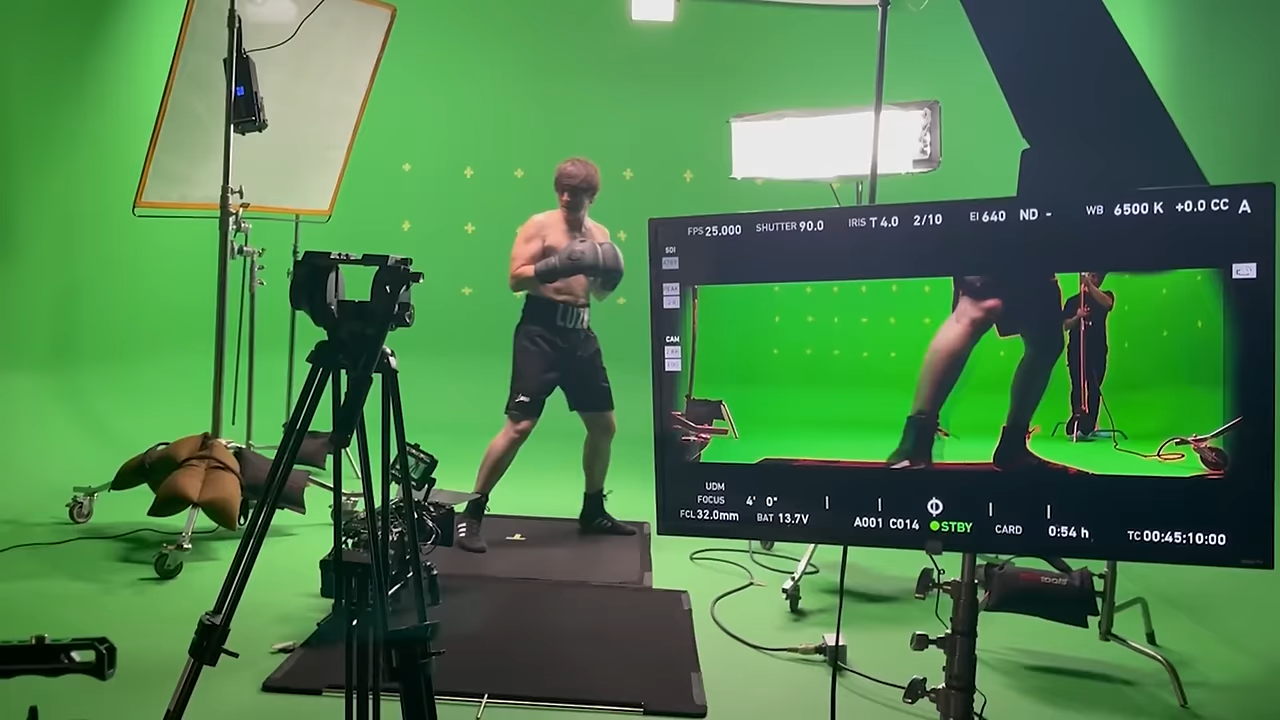 FPS 25.000 SHUTTER 90.0 IRIS T 4.0 2/10 EI 640 ND - WB 6500 K +0.0 CC A
SDI
CAM
LUZ
UDM
FOCUS 4' 0"
FCL 32.0mm BAT 13.7V A001 C014 STBY CARD 0:54 h TC 00:45:10:00